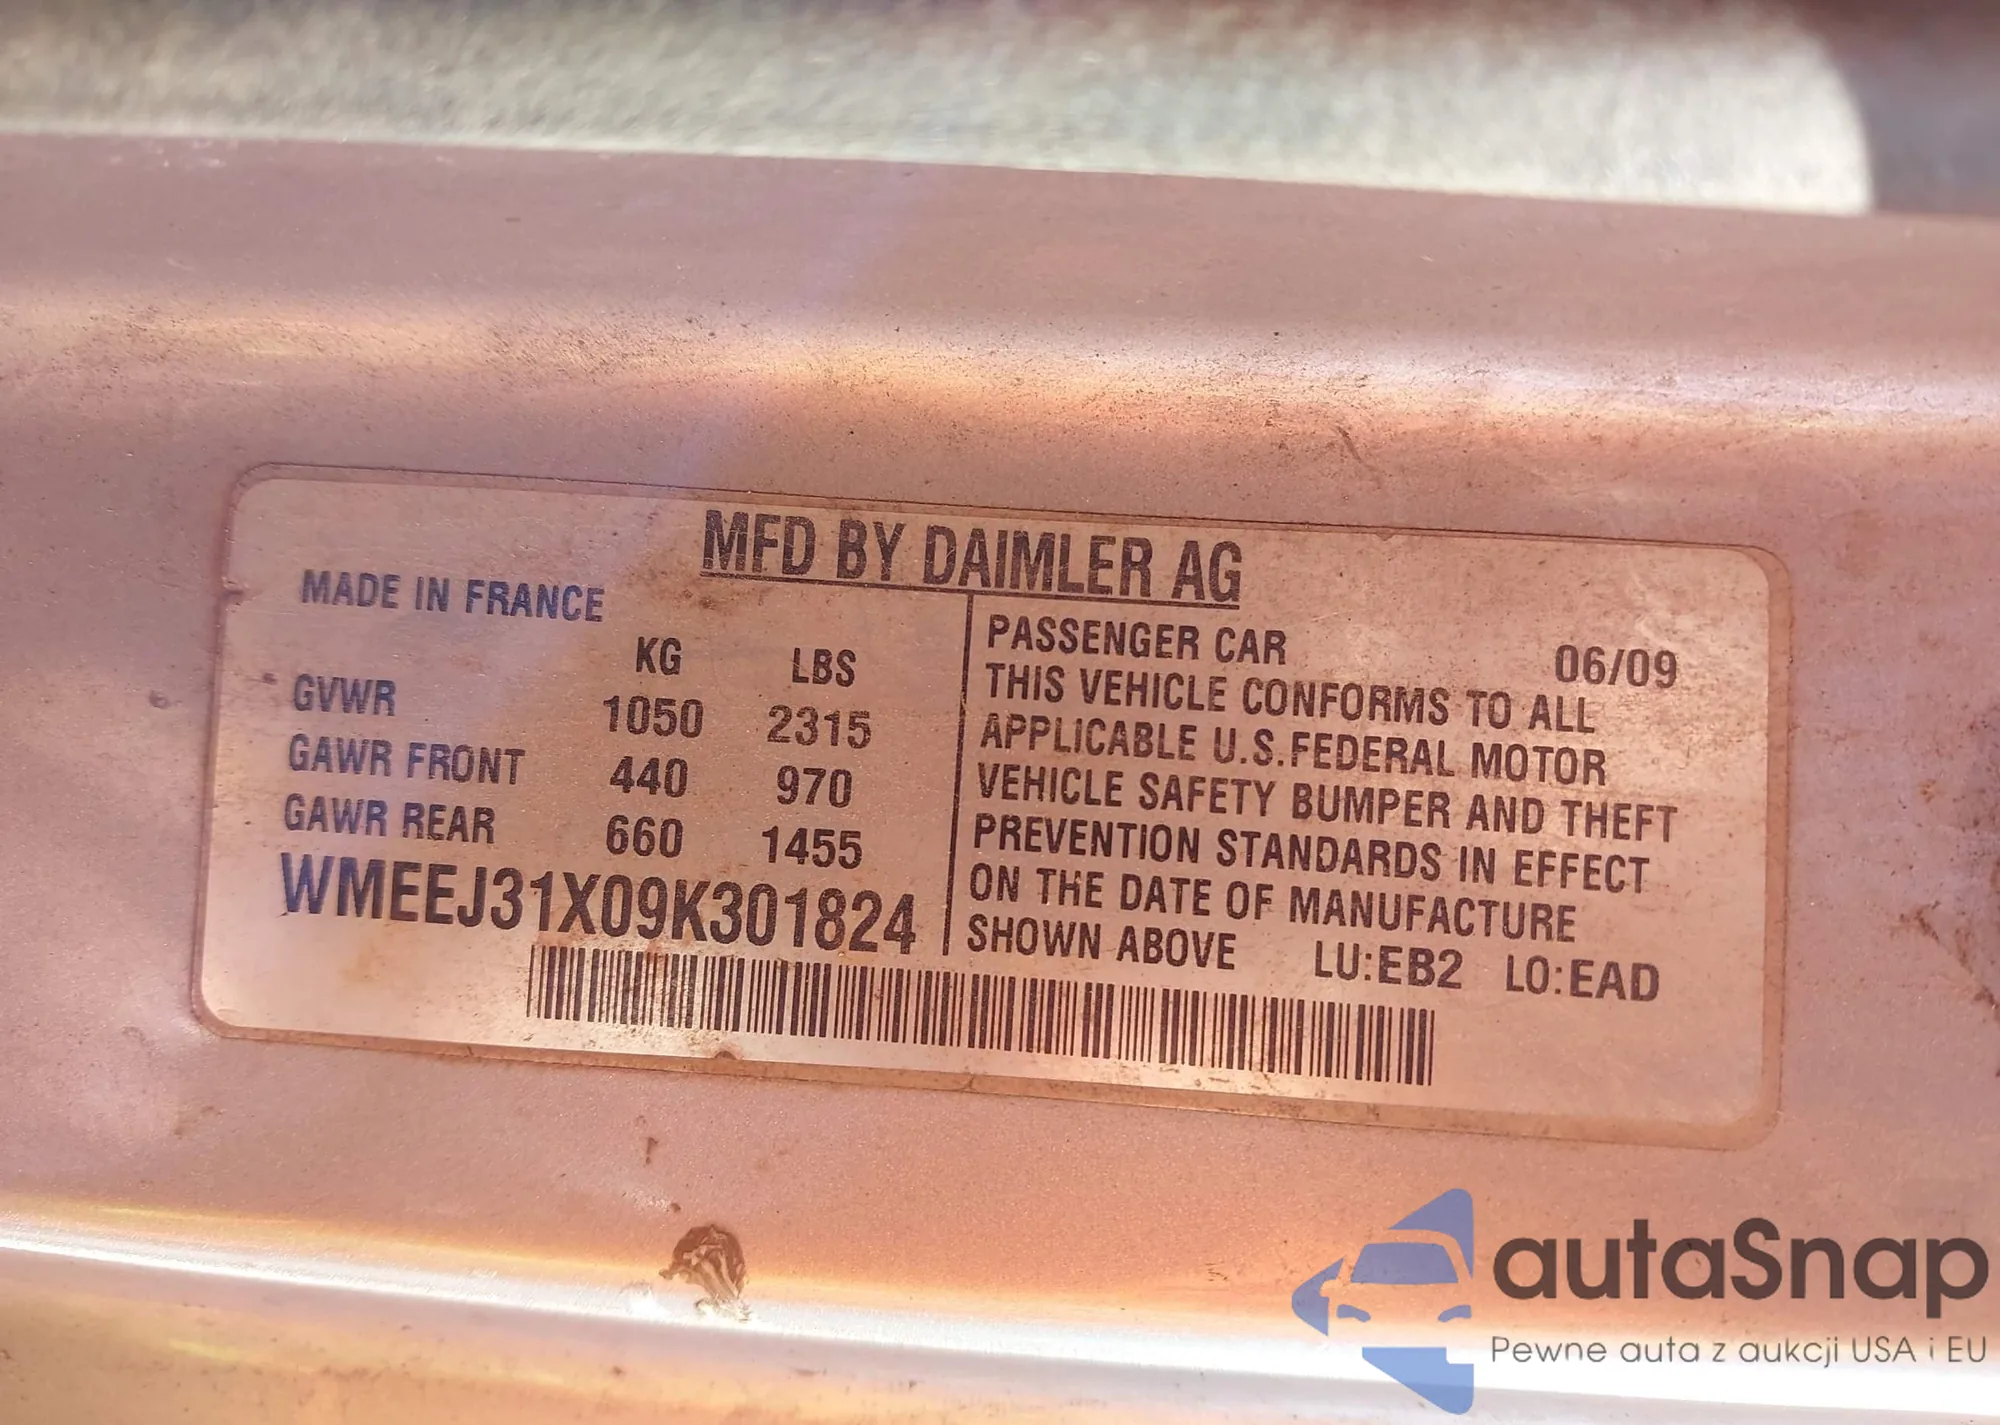 MFD BY DAIMLER AG
MADE IN FRANCE
KG LBS
GVWR 1050 2315
GAWR FRONT 440 970
GAWR REAR 660 1455
WMEEJ31X09K301824
PASSENGER CAR 06/09
THIS VEHICLE CONFORMS TO ALL
APPLICABLE U.S.FEDERAL MOTOR
VEHICLE SAFETY BUMPER AND THEFT
PREVENTION STANDARDS IN EFFECT
ON THE DATE OF MANUFACTURE
SHOWN ABOVE LU:EB2 LO:EAD
autaSnap
Pewne auta z aukcji USA i EU